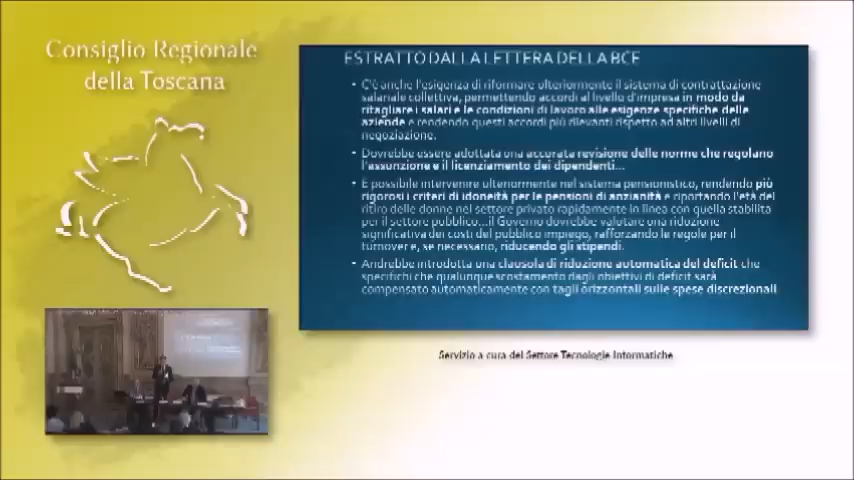 Consiglio Regionale
della Toscana
ESTRATTO DALLA LETTERA DELLA BCE
• C'è anche l'esigenza di riformare ulteriormente il sistema di contrattazione
salariale collettiva, permettendo accordi al livello d'impresa in modo da
ritagliare i salari e le condizioni di lavoro alle esigenze specifiche delle
aziende e rendendo questi accordi più rilevanti rispetto ad altri livelli di
negoziazione.
• Dovrebbe essere adottata una accorata revisione delle norme che regolano
l'assunzione e il licenziamento dei dipendenti...
• È possibile intervenire ulteriormente nel sistema pensionistico, rendendo più
rigorosi i criteri di idoneità per le pensioni di anzianità e riportando l'età del
ritiro delle donne nel settore privato rapidamente in linea con quella stabilita
per il settore pubblico...il Governo dovrebbe valutare una riduzione
significativa dei costi del pubblico impiego, rafforzando le regole per il
turnover e, se necessario, riducendo gli stipendi.
• Andrebbe introdotta una clausola di riduzione automatica del deficit che
specifichi che qualunque scostamento dagli obiettivi di deficit sarà
compensato automaticamente con tagli orizzontali sulle spese discrezionali.
Servizio a cura del Settore Tecnologie Informatiche